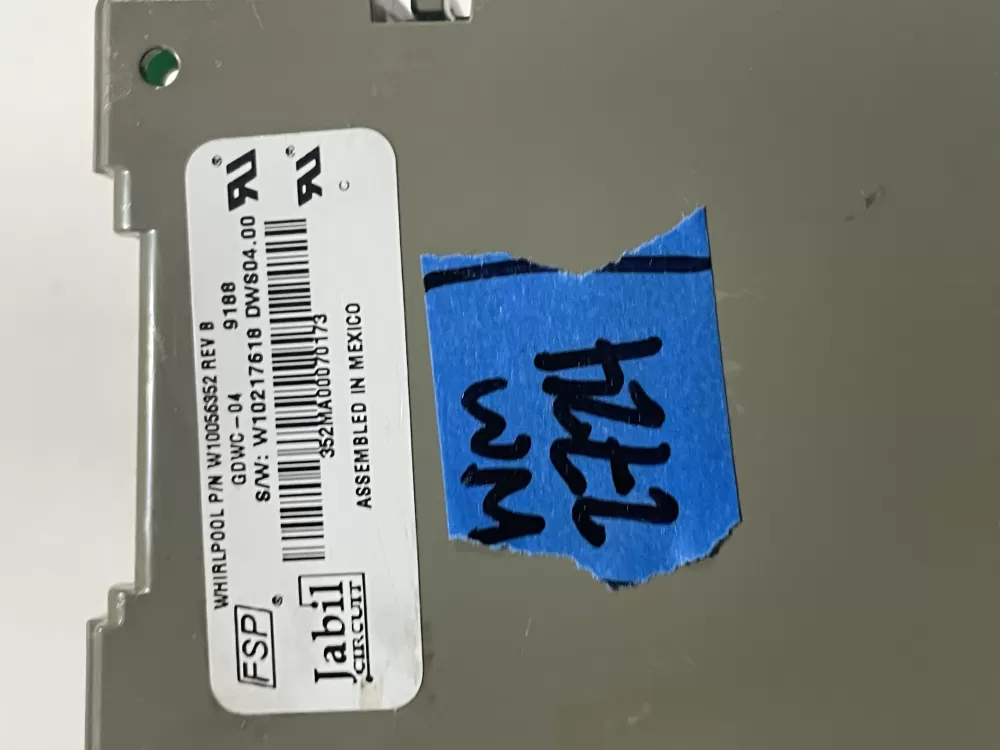 WHIRLPOOL P/N W10056352 REV B
GDWC-04 9188
S/W: W10217618 DWS04.00
352MA00070173
ASSEMBLED IN MEXICO
C
FSP ®
Jabil
CIRCUIT